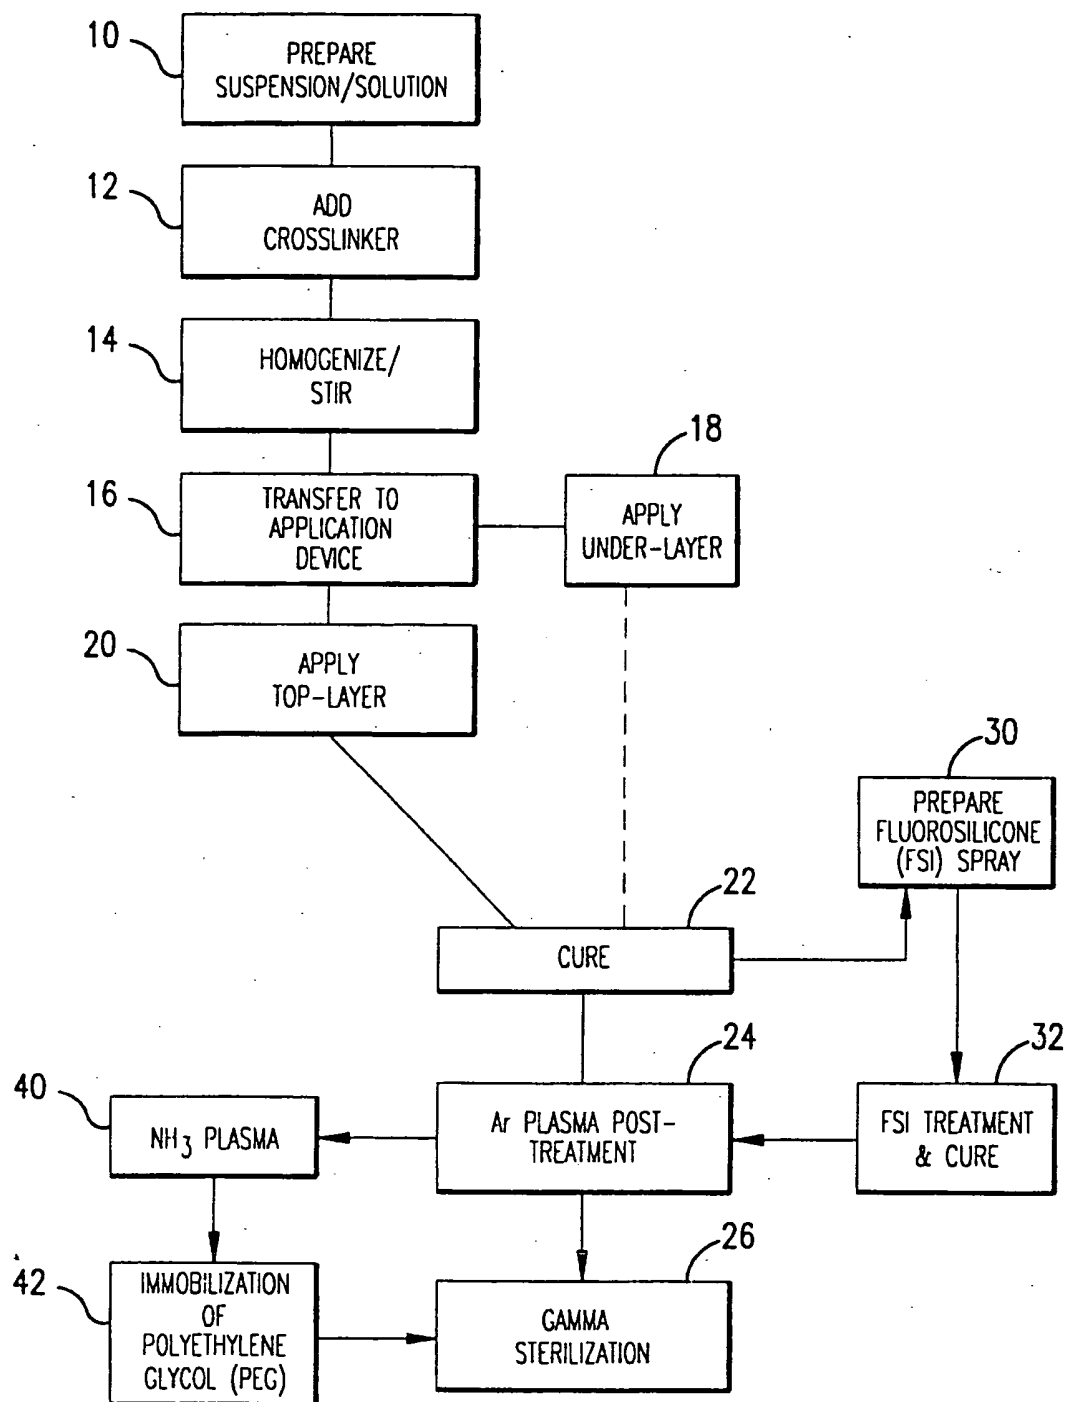 10
PREPARE
SUSPENSION/SOLUTION
12
ADD
CROSSLINKER
14
HOMOGENIZE/
STIR
16
TRANSFER TO
APPLICATION
DEVICE
18
APPLY
UNDER-LAYER
20
APPLY
TOP-LAYER
30
PREPARE
FLUOROSILICONE
(FSI) SPRAY
22
CURE
24
Ar PLASMA POST-
TREATMENT
32
FSI TREATMENT
& CURE
40
NH3 PLASMA
42
IMMOBILIZATION
OF
POLYETHYLENE
GLYCOL (PEG)
26
GAMMA
STERILIZATION